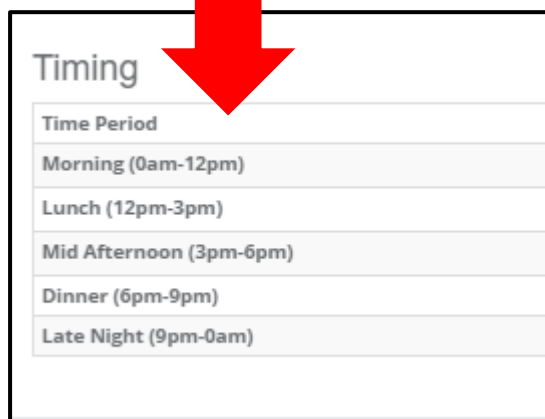 Timing
Time Period
Morning (0am-12pm)
Lunch (12pm-3pm)
Mid Afternoon (3pm-6pm)
Dinner (6pm-9pm)
Late Night (9pm-0am)